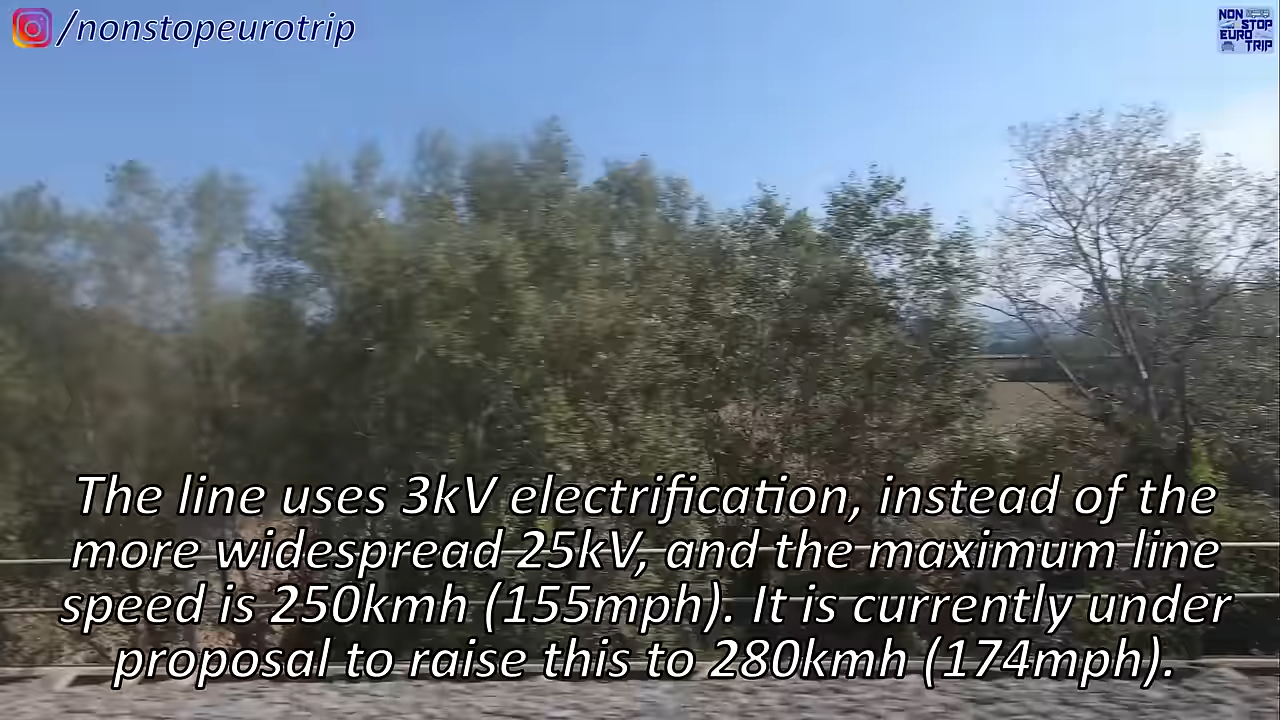 /nonstopeurotrip
NON
STOP
EURO
TRIP
The line uses 3kV electrification, instead of the
more widespread 25kV, and the maximum line
speed is 250kmh (155mph). It is currently under
proposal to raise this to 280kmh (174mph).